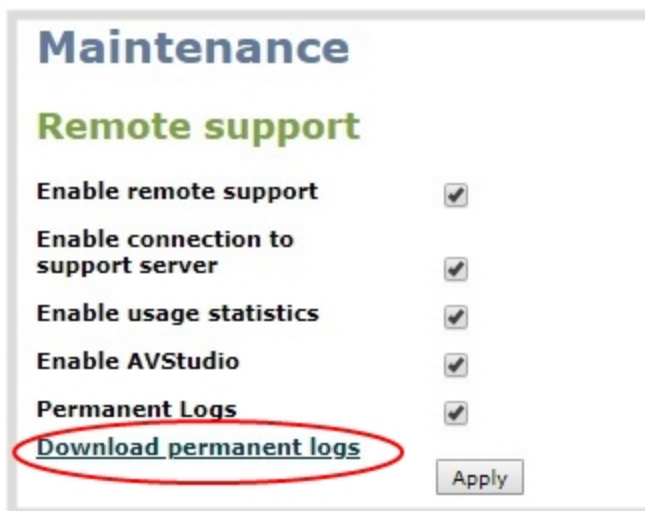 Maintenance
Remote support
Enable remote support
Enable connection to
support server
Enable usage statistics
Enable AVStudio
Permanent Logs
Download permanent logs
Apply